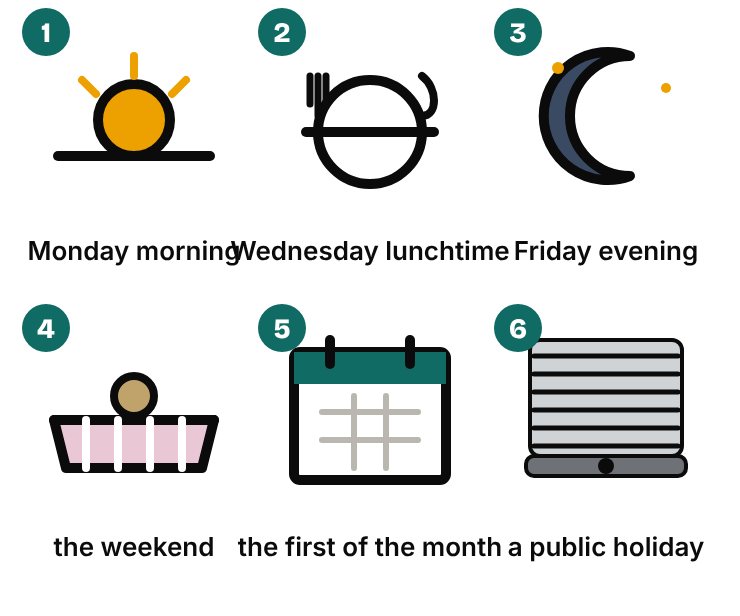 1
2
3
Monday morning
Wednesday lunchtime
Friday evening
4
5
6
the weekend
the first of the month
a public holiday